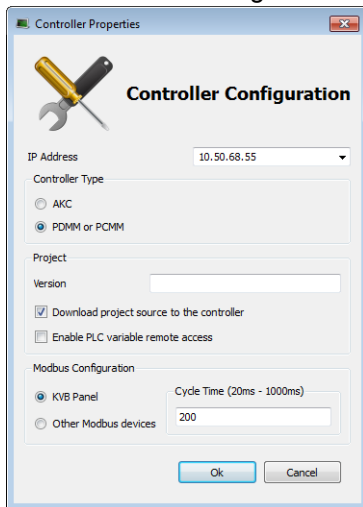 Controller Properties
Controller Configuration
IP Address 10.50.68.55
Controller Type
AKC
PDMM or PCMM
Project
Version
Download project source to the controller
Enable PLC variable remote access
Modbus Configuration
KVB Panel
Cycle Time (20ms - 1000ms)
Other Modbus devices
200
Ok Cancel